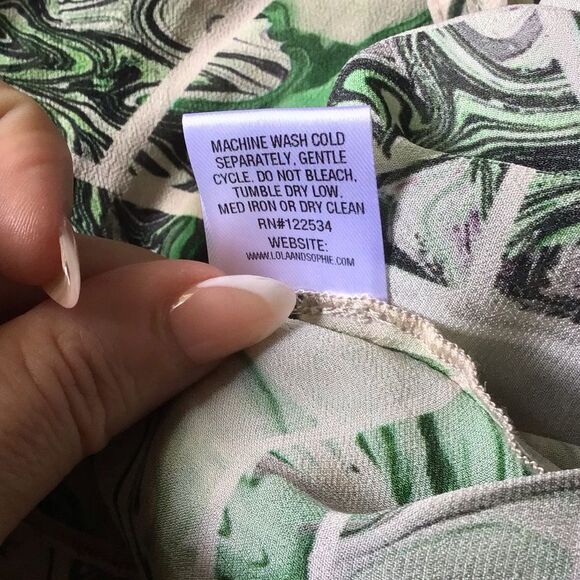 MACHINE WASH COLD
SEPARATELY, GENTLE
CYCLE. DO NOT BLEACH,
TUMBLE DRY LOW,
MED IRON OR DRY CLEAN
RN#122534
WEBSITE:
WWW.LOLAANDSOPHIE.COM